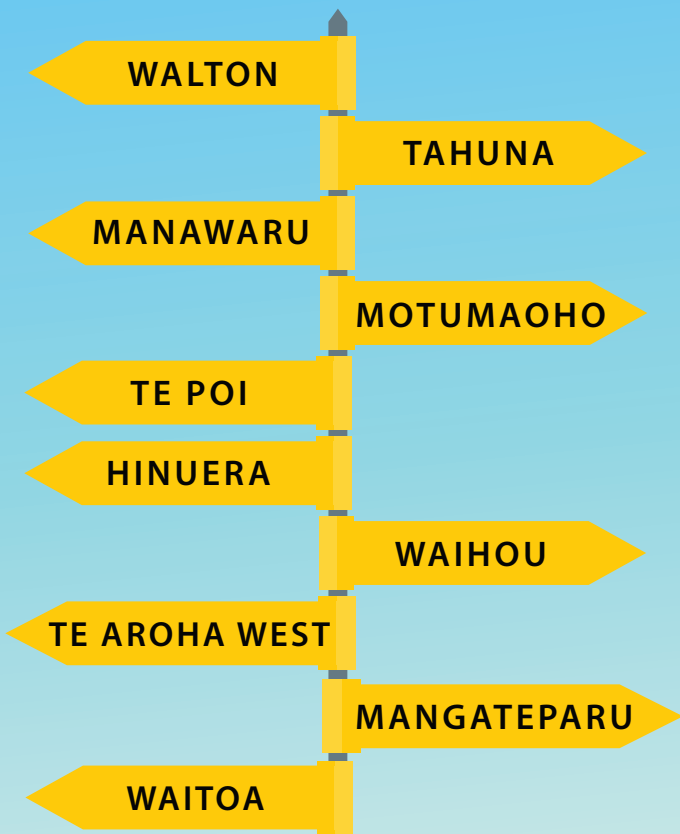 WALTON
TAHUNA
MANAWARU
MOTUMAOHO
TE POI
HINUERA
WAIHOU
TE AROHA WEST
MANGATEPARU
WAITOA